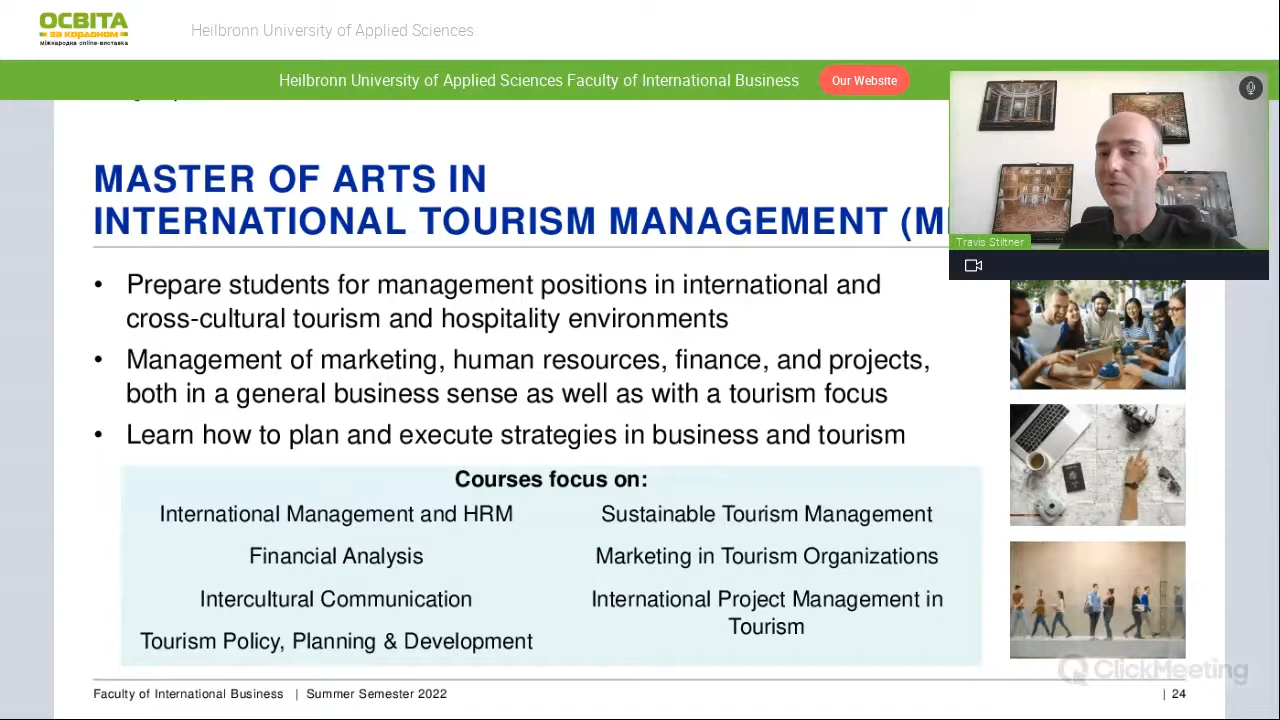 ОСВІТА
за кордоном
міжнародна online-виставка
Heilbronn University of Applied Sciences
Heilbronn University of Applied Sciences Faculty of International Business
Our Website
MASTER OF ARTS IN
INTERNATIONAL TOURISM MANAGEMENT
Travis Stiltner
• Prepare students for management positions in international and
cross-cultural tourism and hospitality environments
• Management of marketing, human resources, finance, and projects,
both in a general business sense as well as with a tourism focus
• Learn how to plan and execute strategies in business and tourism
Courses focus on:
International Management and HRM
Financial Analysis
Intercultural Communication
Tourism Policy, Planning & Development
Sustainable Tourism Management
Marketing in Tourism Organizations
International Project Management in
Tourism
ClickMeeting
Faculty of International Business | Summer Semester 2022
| 24